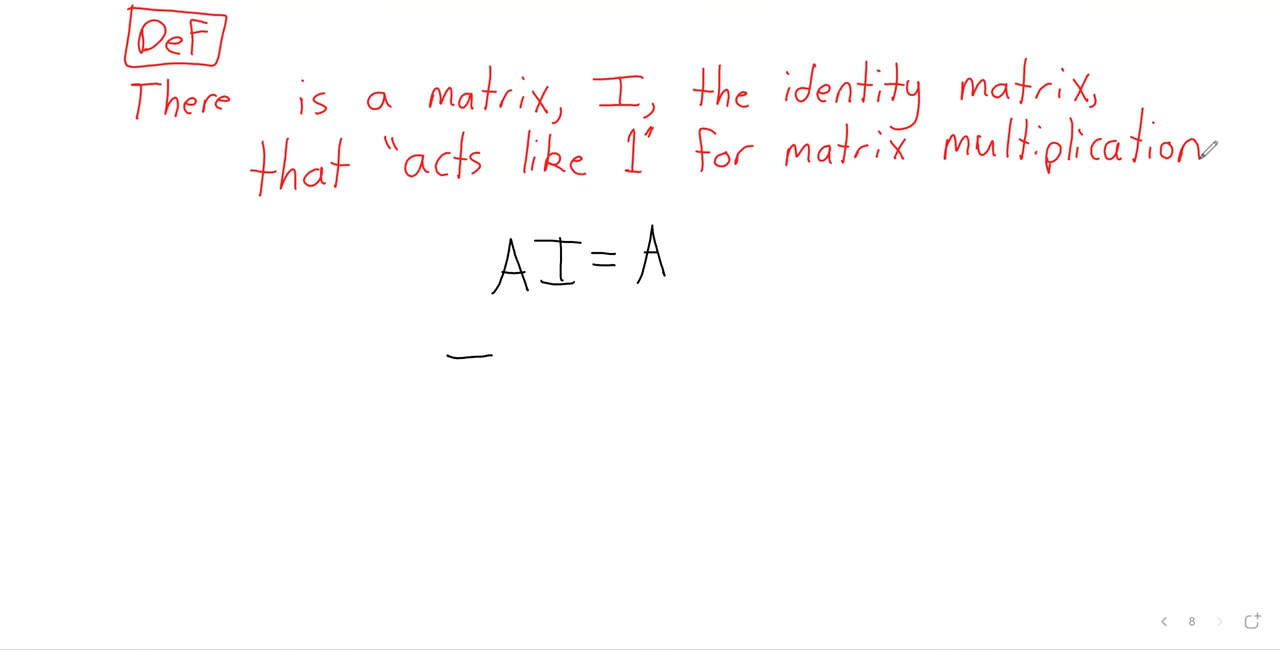 DeF
There is a matrix, I, the identity matrix,
that "acts like 1" for matrix multiplication
AI = A
—
8